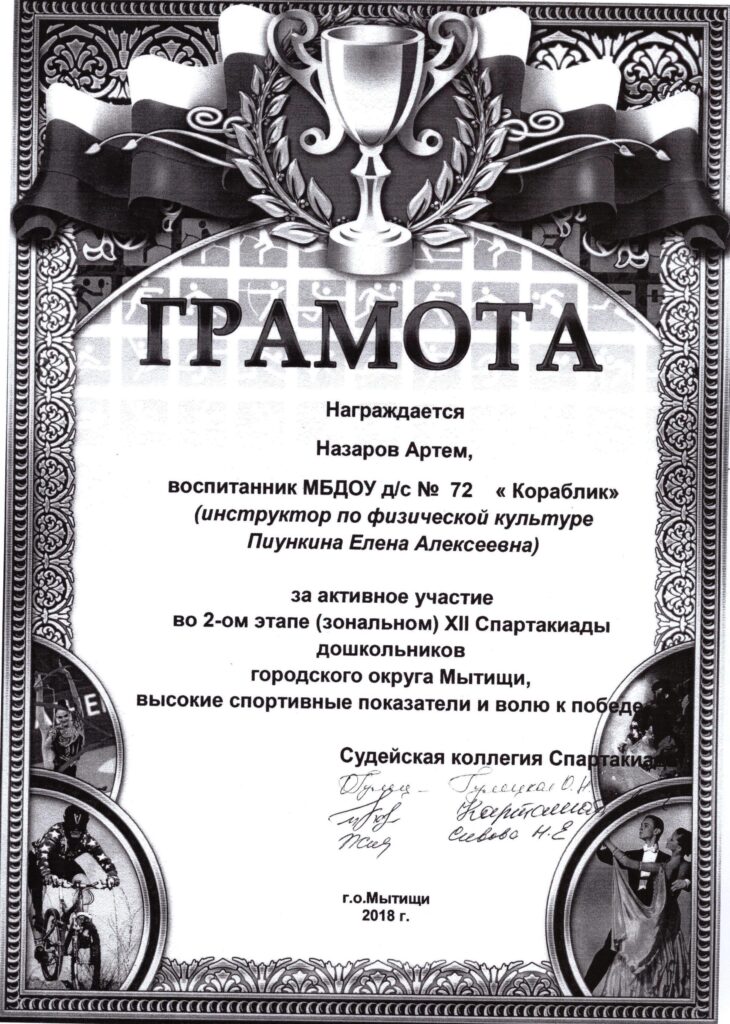 ГРАМОТА
Награждается
Назаров Артем,
воспитанник МБДОУ д/с № 72 « Кораблик»
(инструктор по физической культуре
Пиункина Елена Алексеевна)
за активное участие
во 2-ом этапе (зональном) XII Спартакиады
дошкольников
городского округа Мытищи,
высокие спортивные показатели и волю к победе
Судейская коллегия Спартакиа
Сивова Н.Е
г.о.Мытищи
2018 г.